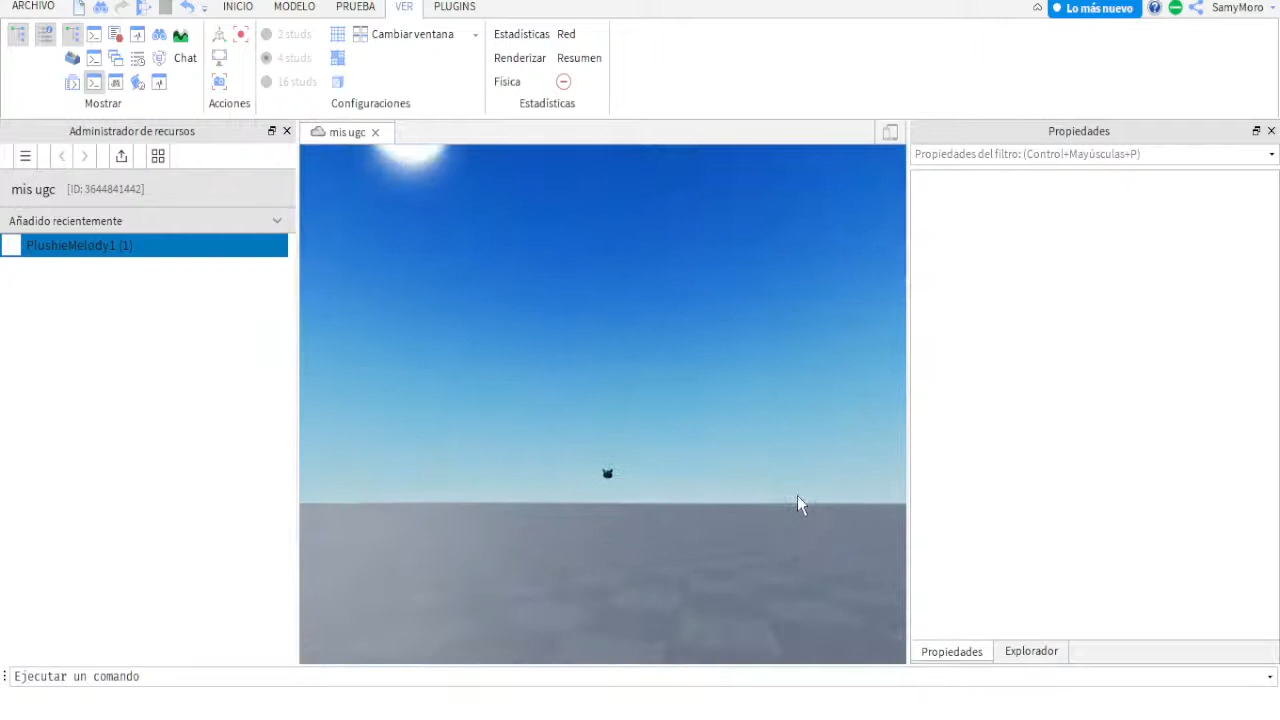 ARCHIVO INICIO MODELO PRUEBA VER PLUGINS Lo más nuevo SamyMoro
2 studs Cambiar ventana Estadísticas Red
Chat 4 studs Renderizar Resumen
16 studs Física
Mostrar Acciones Configuraciones Estadísticas
Administrador de recursos mis ugc Propiedades
Propiedades del filtro: (Control+Mayúsculas+P)
mis ugc [ID: 3644841442]
Añadido recientemente
PlushieMelody1 (1)
Propiedades Explorador
Ejecutar un comando